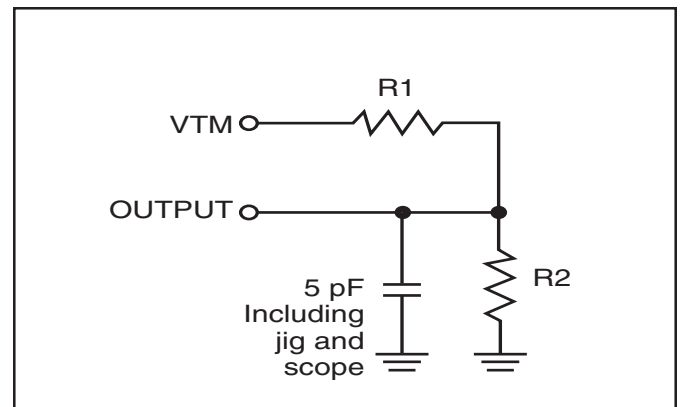 R1
VTM
OUTPUT
R2
5 pF
Including
jig and
scope